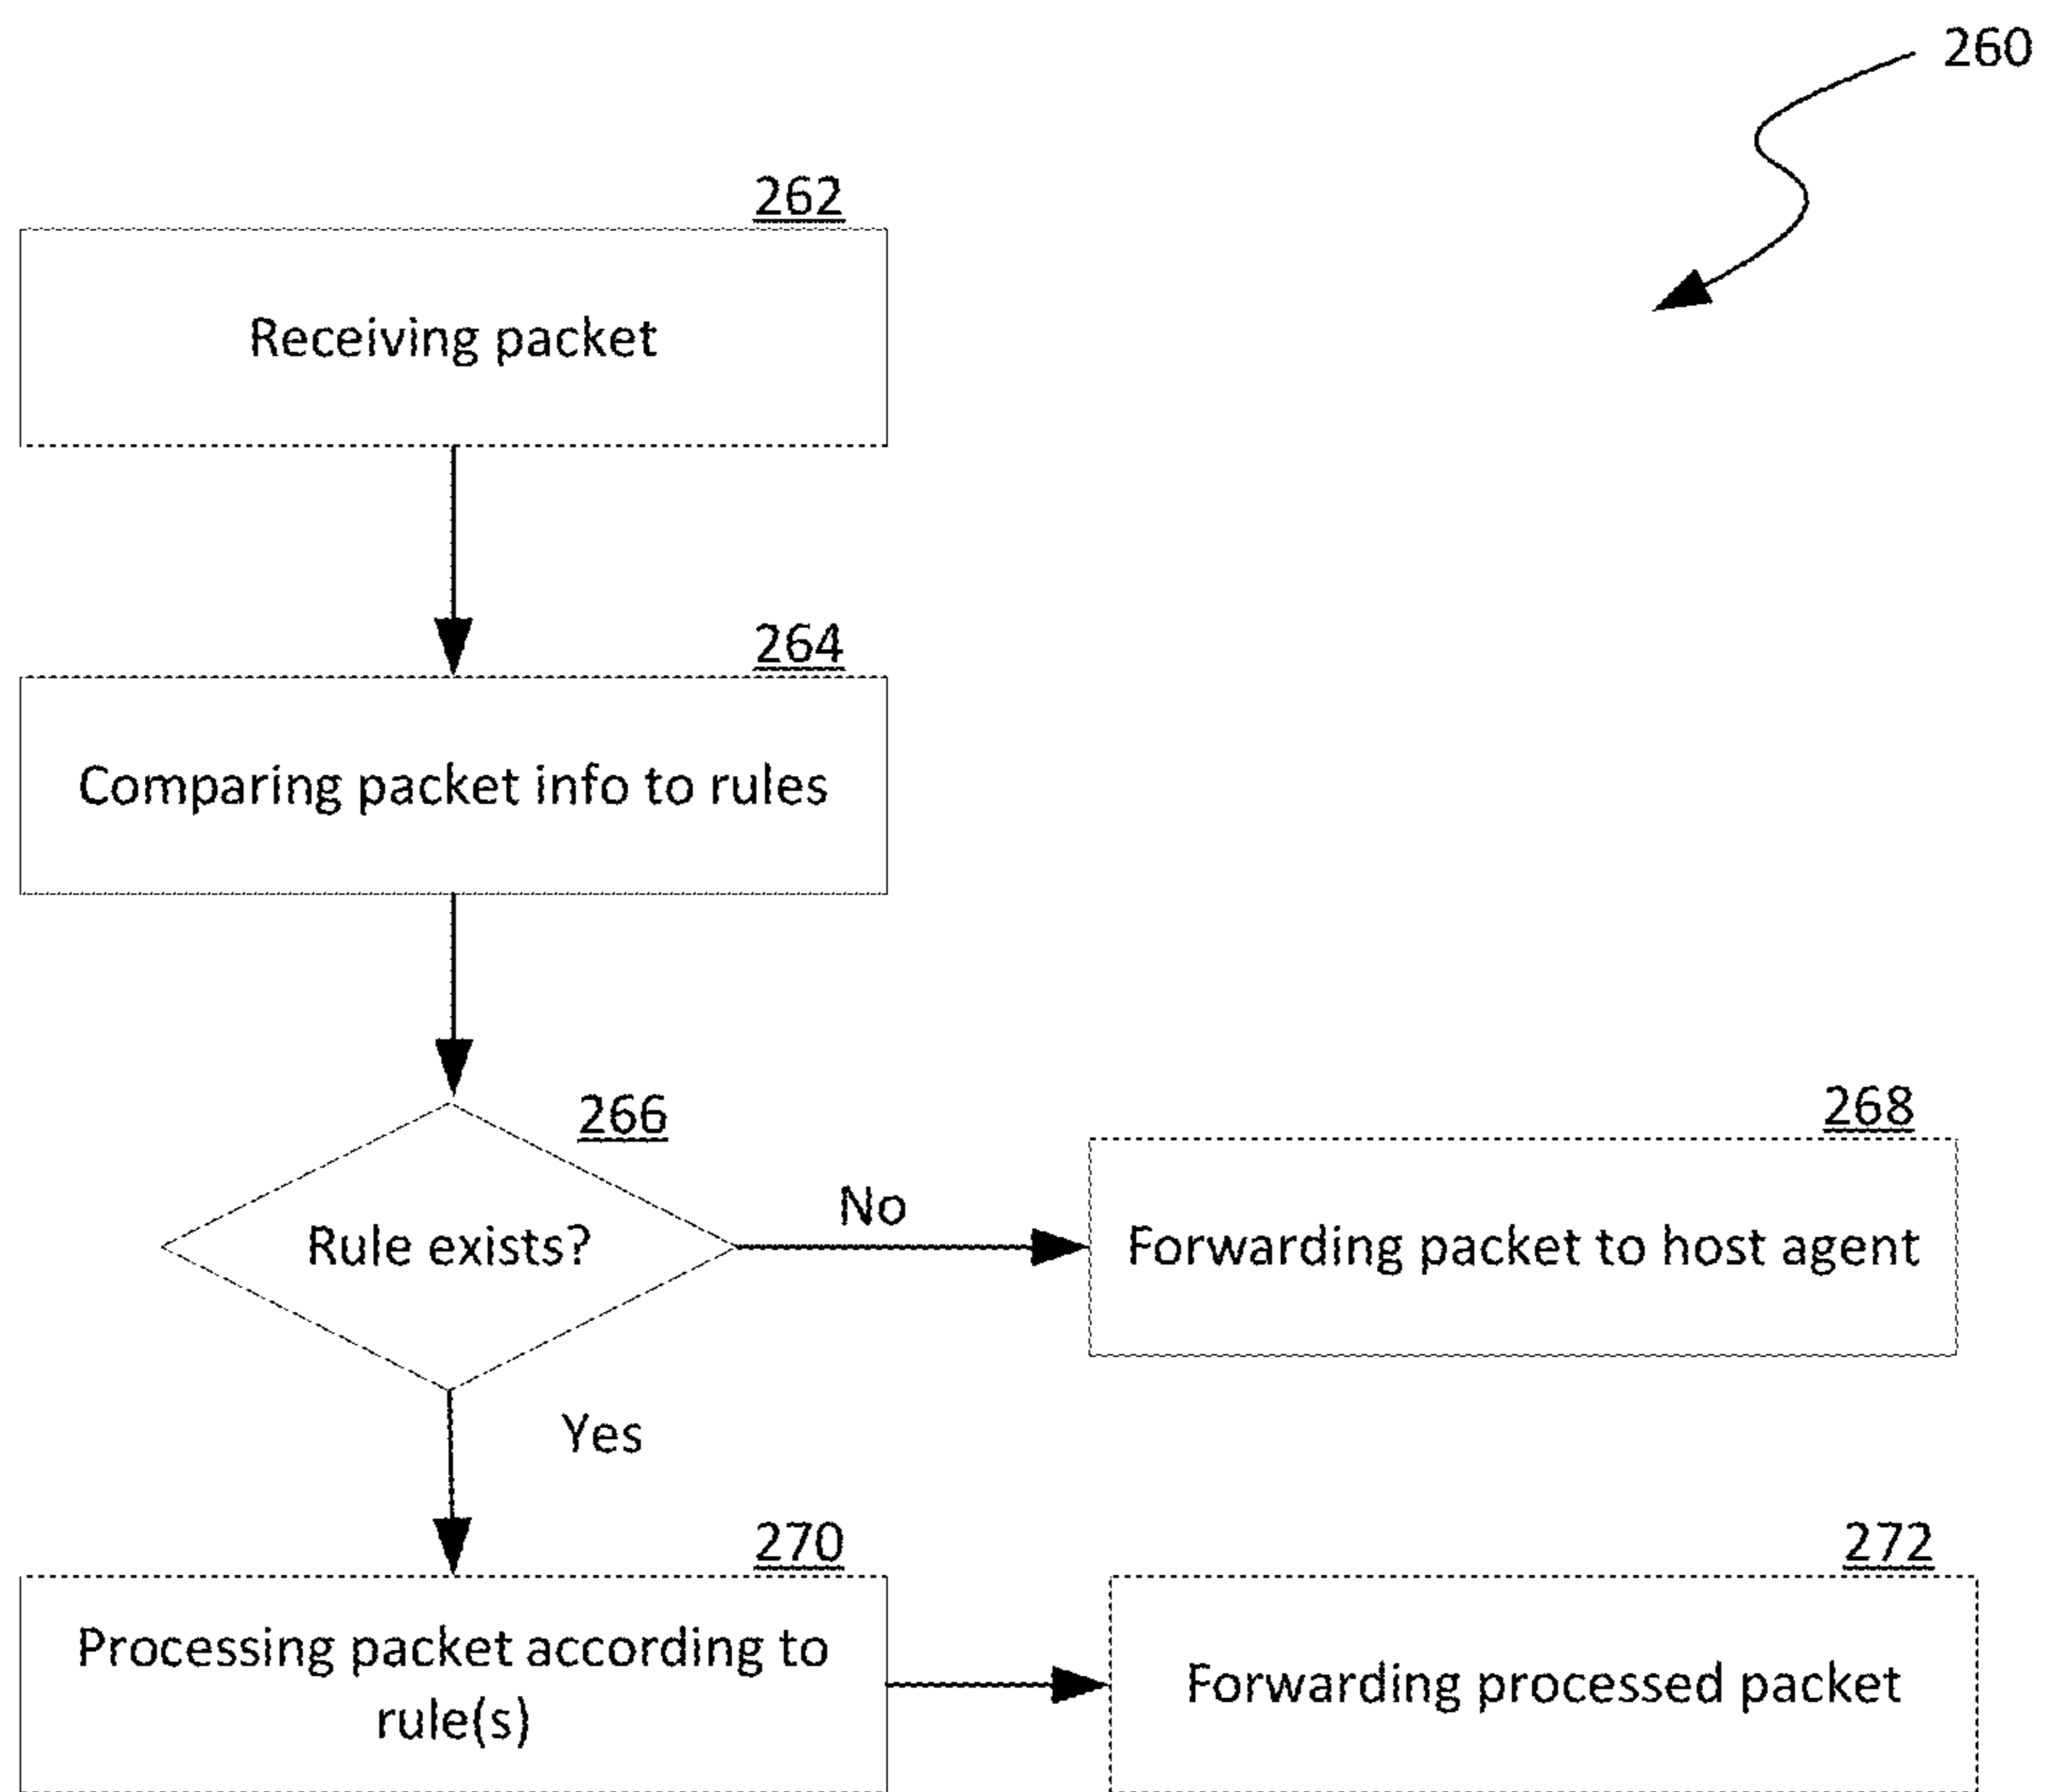 260
262
Receiving packet
264
Comparing packet info to rules
266
Rule exists?
No
268
Forwarding packet to host agent
Yes
270
Processing packet according to
rule(s)
272
Forwarding processed packet